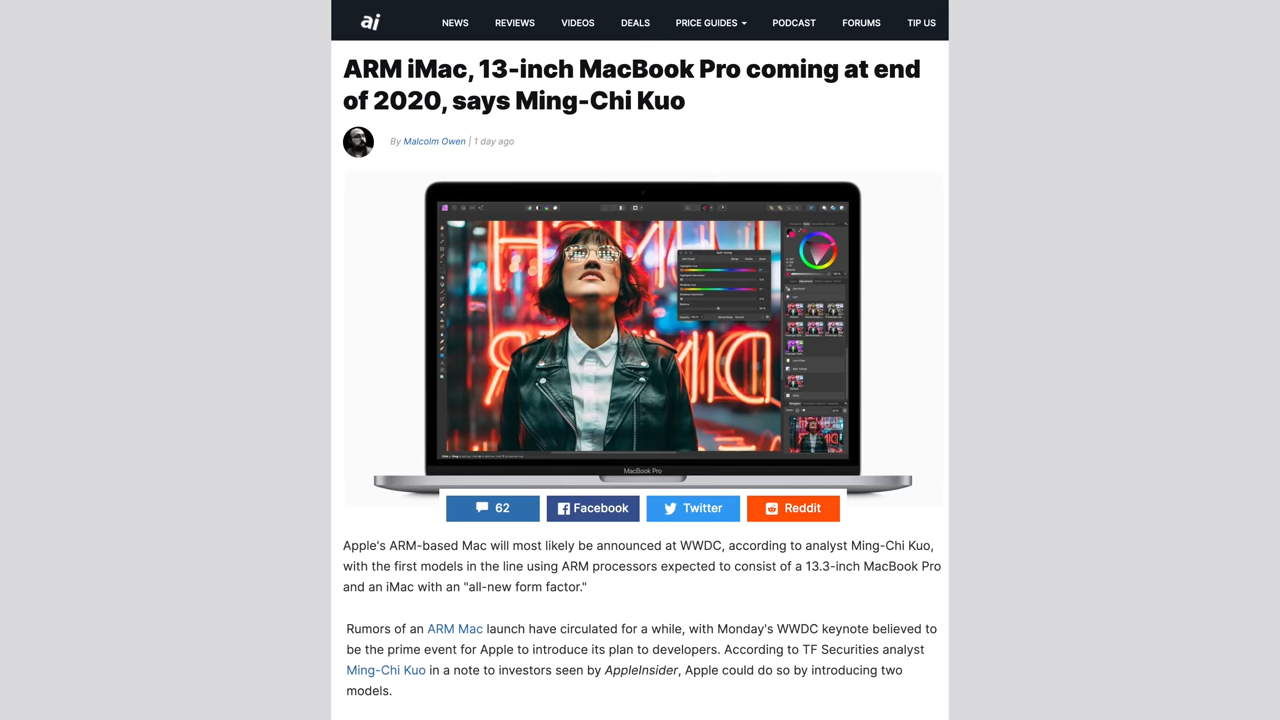 ai
NEWS
REVIEWS
VIDEOS
DEALS
PRICE GUIDES
PODCAST
FORUMS
TIP US
ARM iMac, 13-inch MacBook Pro coming at end
of 2020, says Ming-Chi Kuo
By Malcolm Owen | 1 day ago
MacBook Pro
62
Facebook
Twitter
Reddit
Apple's ARM-based Mac will most likely be announced at WWDC, according to analyst Ming-Chi Kuo,
with the first models in the line using ARM processors expected to consist of a 13.3-inch MacBook Pro
and an iMac with an "all-new form factor."
Rumors of an ARM Mac launch have circulated for a while, with Monday's WWDC keynote believed to
be the prime event for Apple to introduce its plan to developers. According to TF Securities analyst
Ming-Chi Kuo in a note to investors seen by AppleInsider, Apple could do so by introducing two
models.